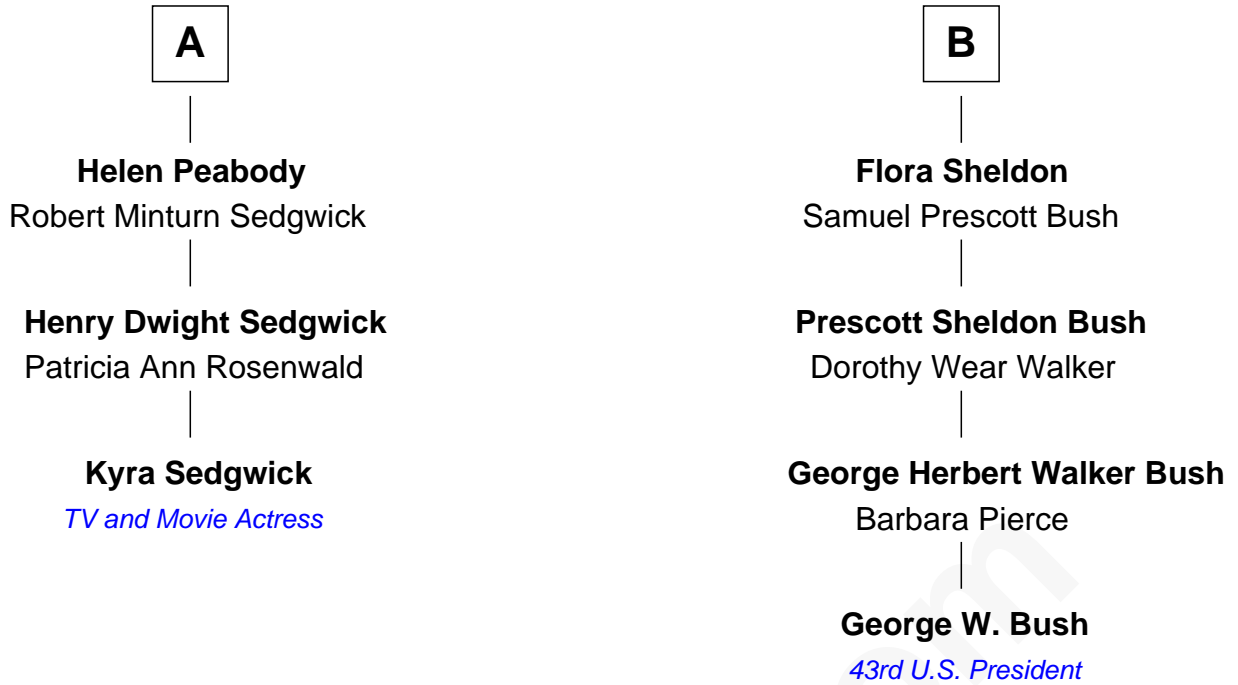 A
Helen Peabody
Robert Minturn Sedgwick
Henry Dwight Sedgwick
Patricia Ann Rosenwald
Kyra Sedgwick
TV and Movie Actress
B
Flora Sheldon
Samuel Prescott Bush
Prescott Sheldon Bush
Dorothy Wear Walker
George Herbert Walker Bush
Barbara Pierce
George W. Bush
43rd U.S. President
om